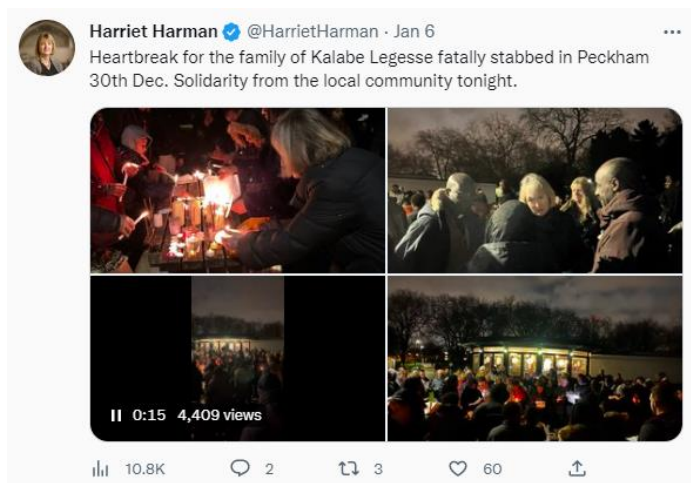 Harriet Harman @HarrietHarman · Jan 6
Heartbreak for the family of Kalabe Legesse fatally stabbed in Peckham
30th Dec. Solidarity from the local community tonight.
0:15 4,409 views
10.8K 2 3 60